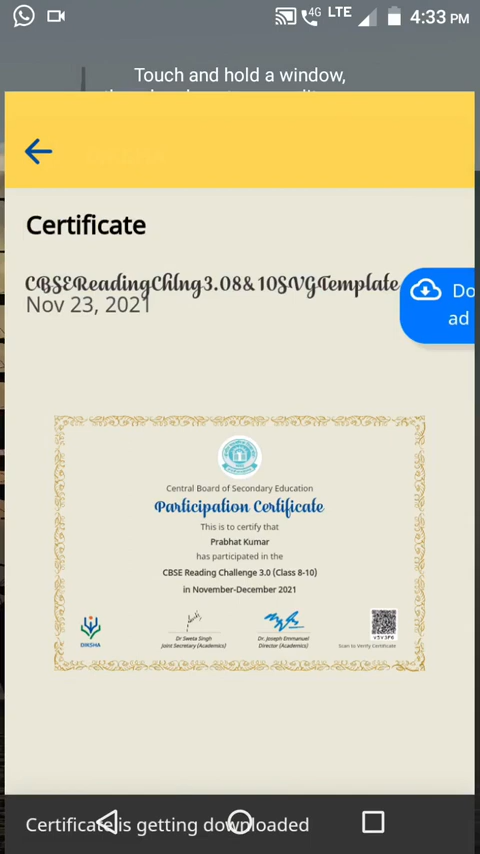 4G LTE 4:33 PM
Touch and hold a window,
Certificate
CBSEReadingChlng3.08&10SVGTemplate
Nov 23, 2021
Do
ad
Central Board of Secondary Education
Participation Certificate
This is to certify that
Prabhat Kumar
has participated in the
CBSE Reading Challenge 3.0 (Class 8-10)
in November-December 2021
DIKSHA
Dr Sweta Singh
Joint Secretary (Academics)
Dr. Joseph Emmanuel
Director (Academics)
Scan to Verify Certificate
Certificate is getting downloaded